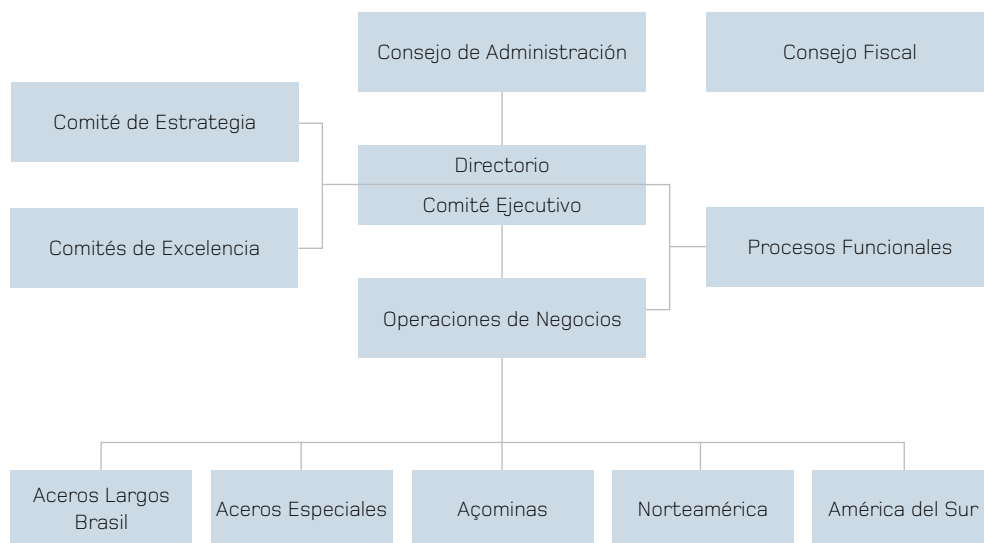 Consejo de Administración
Consejo Fiscal
Comité de Estrategia
Directorio
Comité Ejecutivo
Comités de Excelencia
Procesos Funcionales
Operaciones de Negocios
Aceros Largos
Brasil
Aceros Especiales
Açominas
Norteamérica
América del Sur